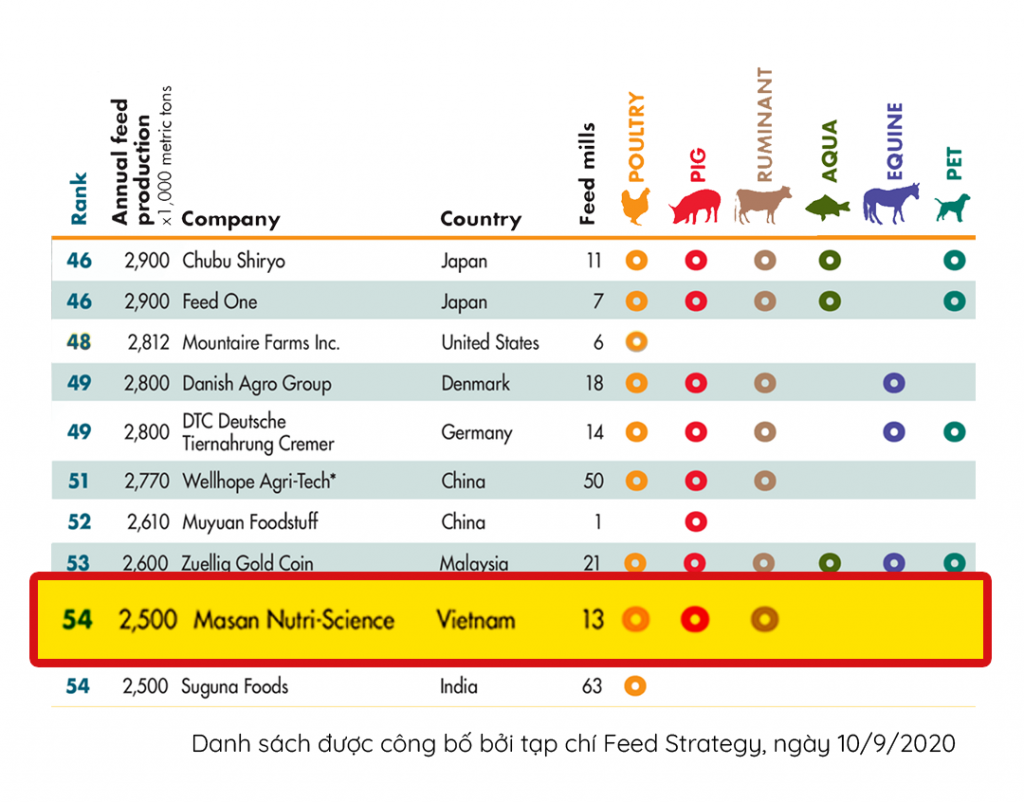 Rank Annual feed production x1,000 metric tons Company Country Feed mills POULTRY PIG RUMINANT AQUA EQUINE PET
46 2,900 Chubu Shiryo Japan 11
46 2,900 Feed One Japan 7
48 2,812 Mountaire Farms Inc. United States 6
49 2,800 Danish Agro Group Denmark 18
49 2,800 DTC Deutsche Tiernahrung Cremer Germany 14
51 2,770 Wellhope Agri-Tech* China 50
52 2,610 Muyuan Foodstuff China 1
53 2,600 Zuellig Gold Coin Malaysia 21
54 2,500 Masan Nutri-Science Vietnam 13
54 2,500 Suguna Foods India 63
Danh sách được công bố bởi tạp chí Feed Strategy, ngày 10/9/2020